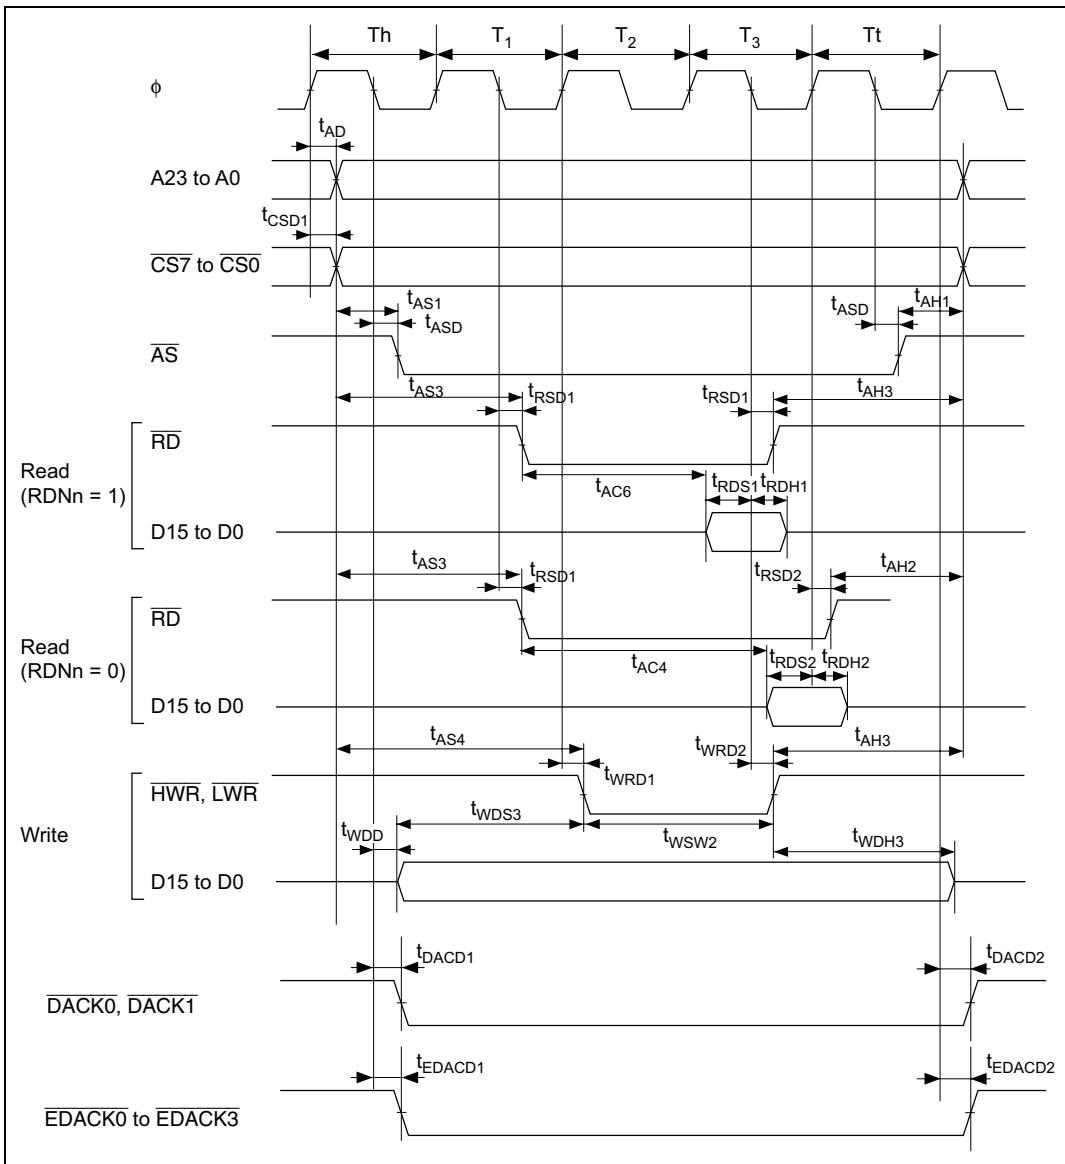 Th T1 T2 T3 Tt
ϕ
tAD
A23 to A0
tCSD1
CS7 to CS0
tAS1 tASD tASD tAH1
AS
tAS3 tRSD1 tRSD1 tAH3
RD
Read
(RDNn = 1)
tAC6 tRDS1 tRDH1
D15 to D0
tAS3 tRSD1 tRSD2 tAH2
RD
Read
(RDNn = 0)
tAC4 tRDS2 tRDH2
D15 to D0
tAS4 tWRD1 tWRD2 tAH3
HWR, LWR
Write
tWDD tWDS3 tWSW2 tWDH3
D15 to D0
tDACD1 tDACD2
DACK0, DACK1
tEDACD1 tEDACD2
EDACK0 to EDACK3